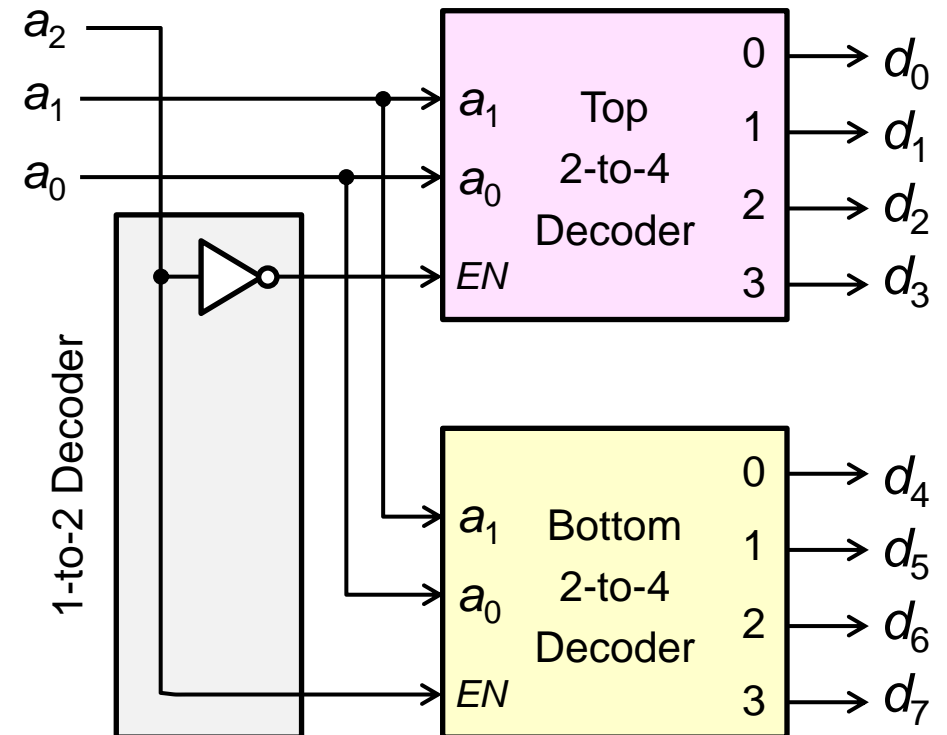 a₂
a₁
a₀
1-to-2 Decoder
a₁
a₀
EN
Top
2-to-4
Decoder
0
1
2
3
d₀
d₁
d₂
d₃
a₁
a₀
EN
Bottom
2-to-4
Decoder
0
1
2
3
d₄
d₅
d₆
d₇